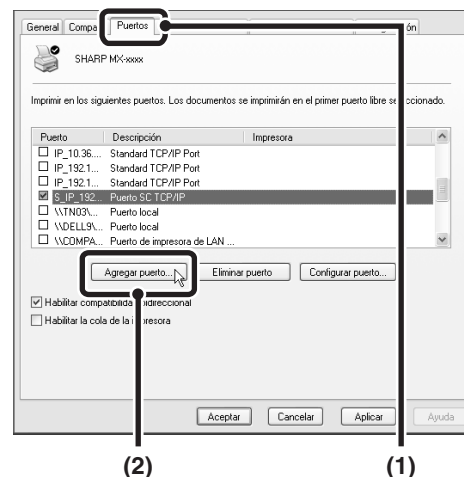 General Compa Puertos ón
SHARP MX-xxxx
Imprimir en los siguientes puertos. Los documentos se imprimirán en el primer puerto libre se ccionado.
Puerto Descripción Impresora
IP_10.36.... Standard TCP/IP Port
IP_192.1... Standard TCP/IP Port
IP_192.1... Standard TCP/IP Port
S_IP_192... Puerto SC TCP/IP
\\TN03\... Puerto local
\\DELL9\... Puerto local
\\COMPA... Puerto de impresora de LAN ...
Agregar puerto... Eliminar puerto Configurar puerto...
Habilitar compatibilida bidireccional
Habilitar la cola de la i presora
Aceptar Cancelar Aplicar Ayuda
(2) (1)